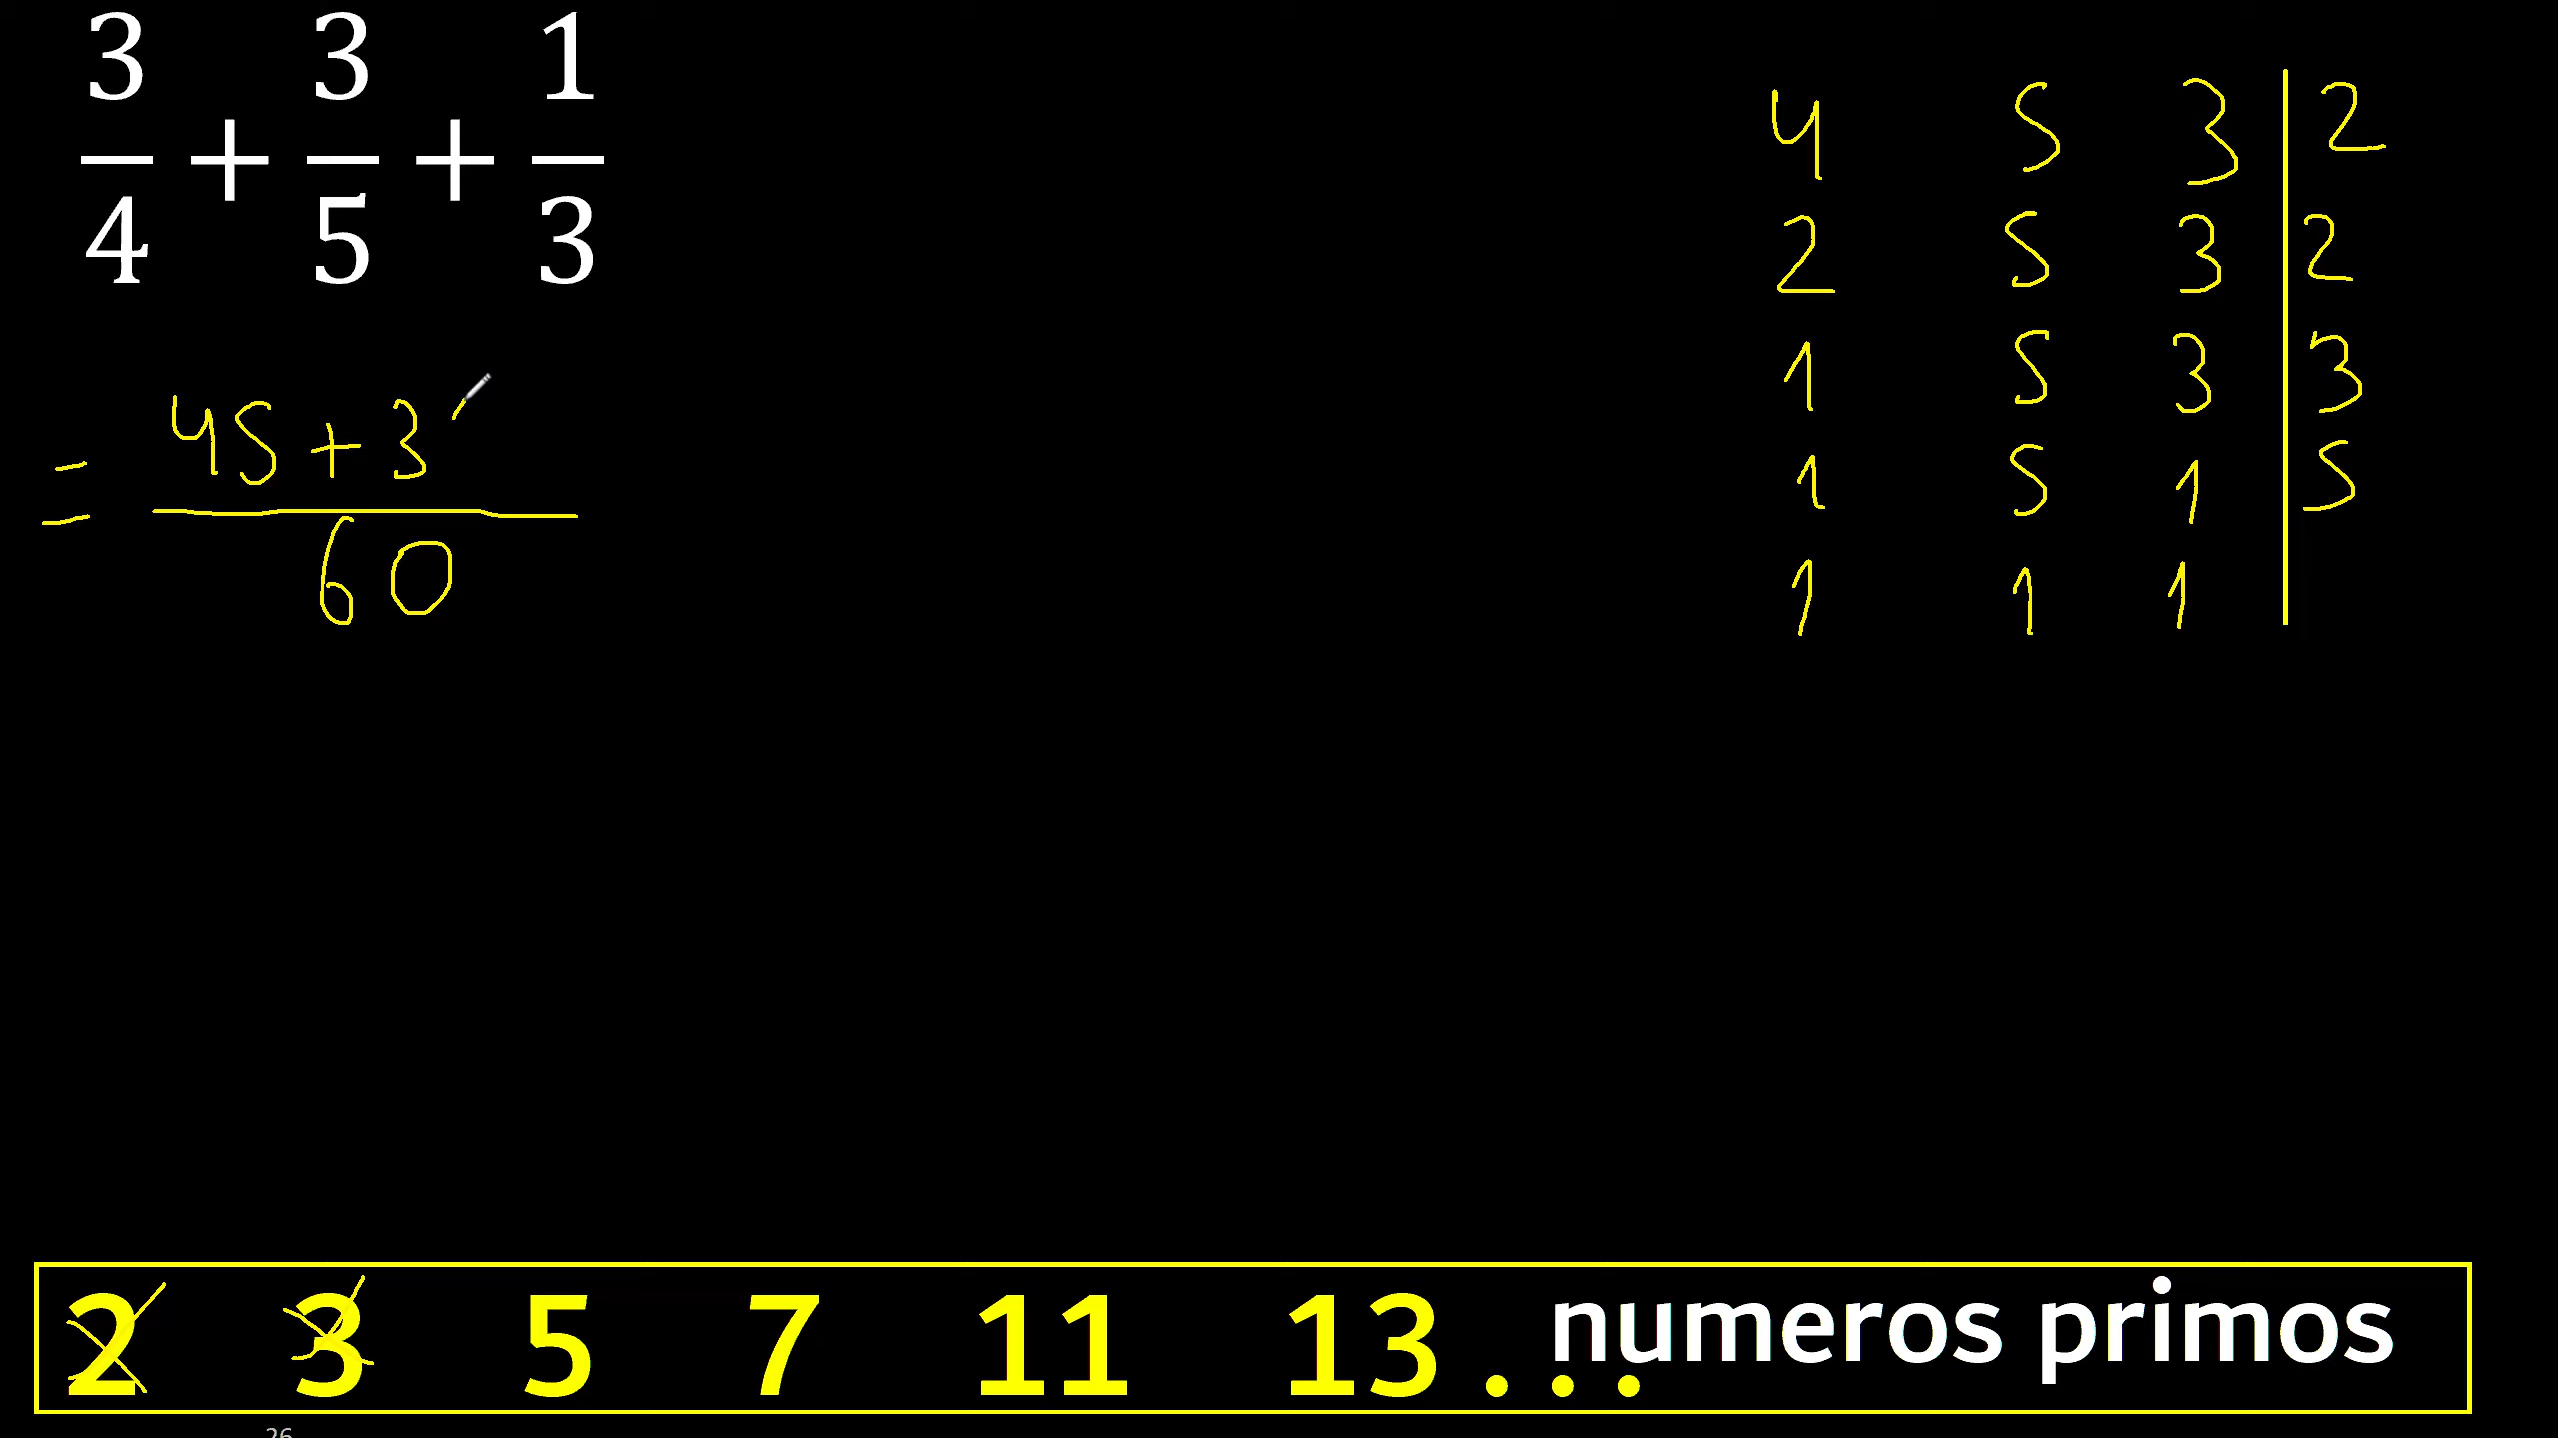 3/4 + 3/5 + 1/3
= 45 + 3
60
4 5 3 | 2
2 5 3 | 2
1 5 3 | 3
1 5 1 | 5
1 1 1 |
2 3 5 7 11 13 ... numeros primos